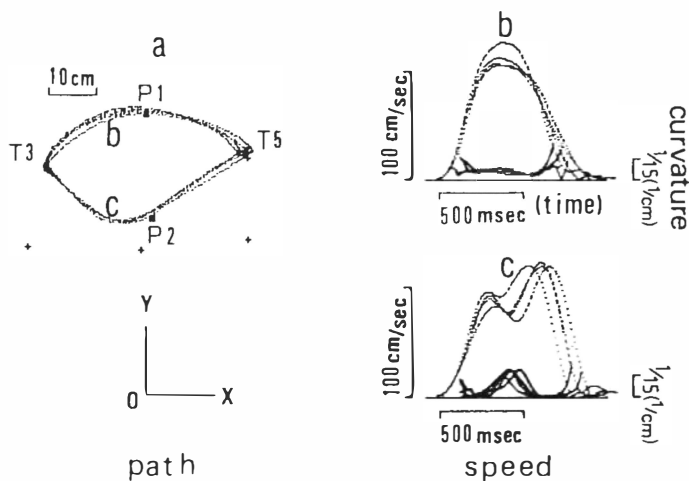 a
10cm
P1
b
T3
T5
C
P2
Y
O
X
path
b
100 cm/sec
curvature
1/15(1/cm)
500 msec
(time)
C
100 cm/sec
1/15(1/cm)
500 msec
speed